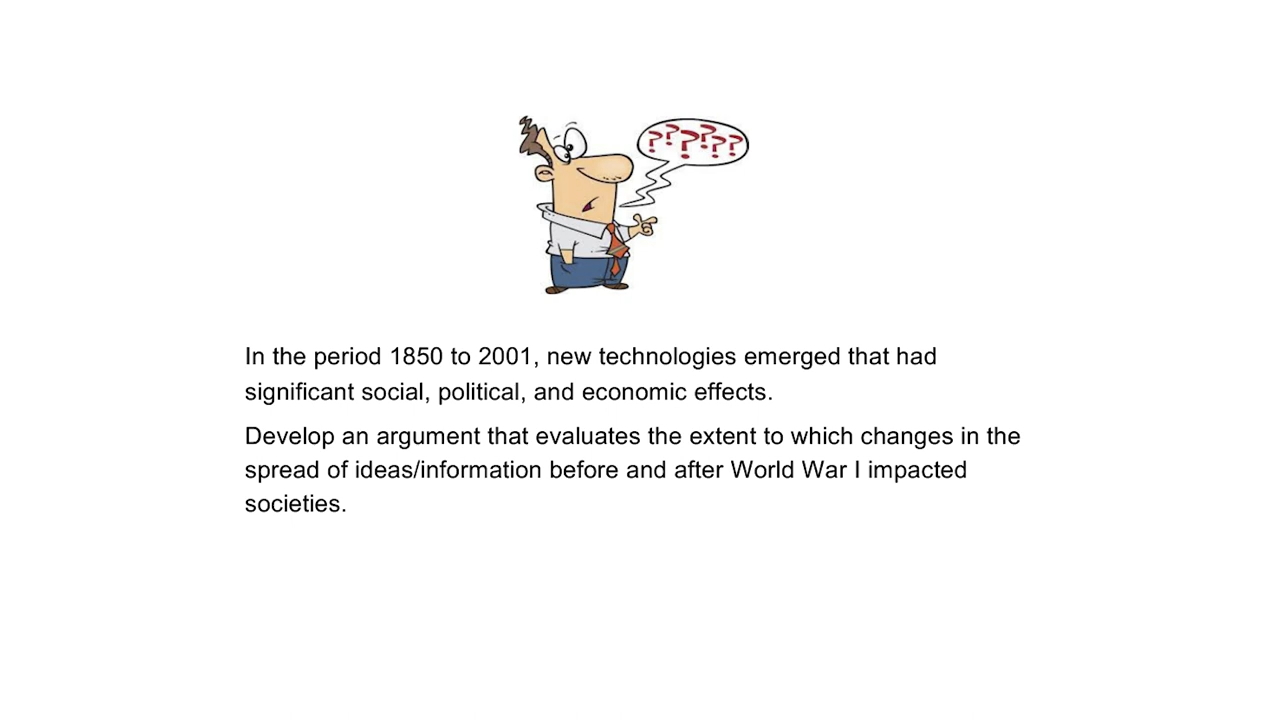 ??????
In the period 1850 to 2001, new technologies emerged that had
significant social, political, and economic effects.
Develop an argument that evaluates the extent to which changes in the
spread of ideas/information before and after World War I impacted
societies.